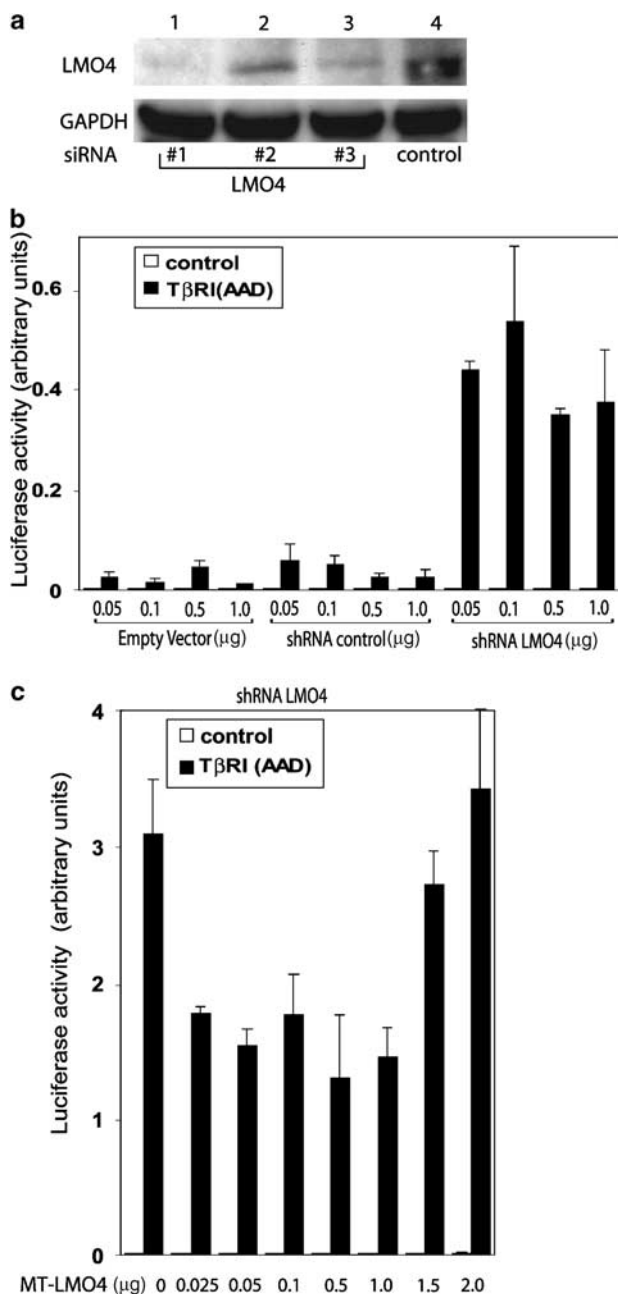 a
1 2 3 4
LMO4
GAPDH
siRNA #1 #2 #3 control
LMO4
b
Luciferase activity (arbitrary units)
0.6
0.4
0.2
0
control
TβRI(AAD)
0.05 0.1 0.5 1.0 0.05 0.1 0.5 1.0 0.05 0.1 0.5 1.0
Empty Vector(μg) shRNA control(μg) shRNA LMO4(μg)
c
shRNA LMO4
Luciferase activity (arbitrary units)
4
3
2
1
0
control
TβRI (AAD)
MT-LMO4 (μg) 0 0.025 0.05 0.1 0.5 1.0 1.5 2.0